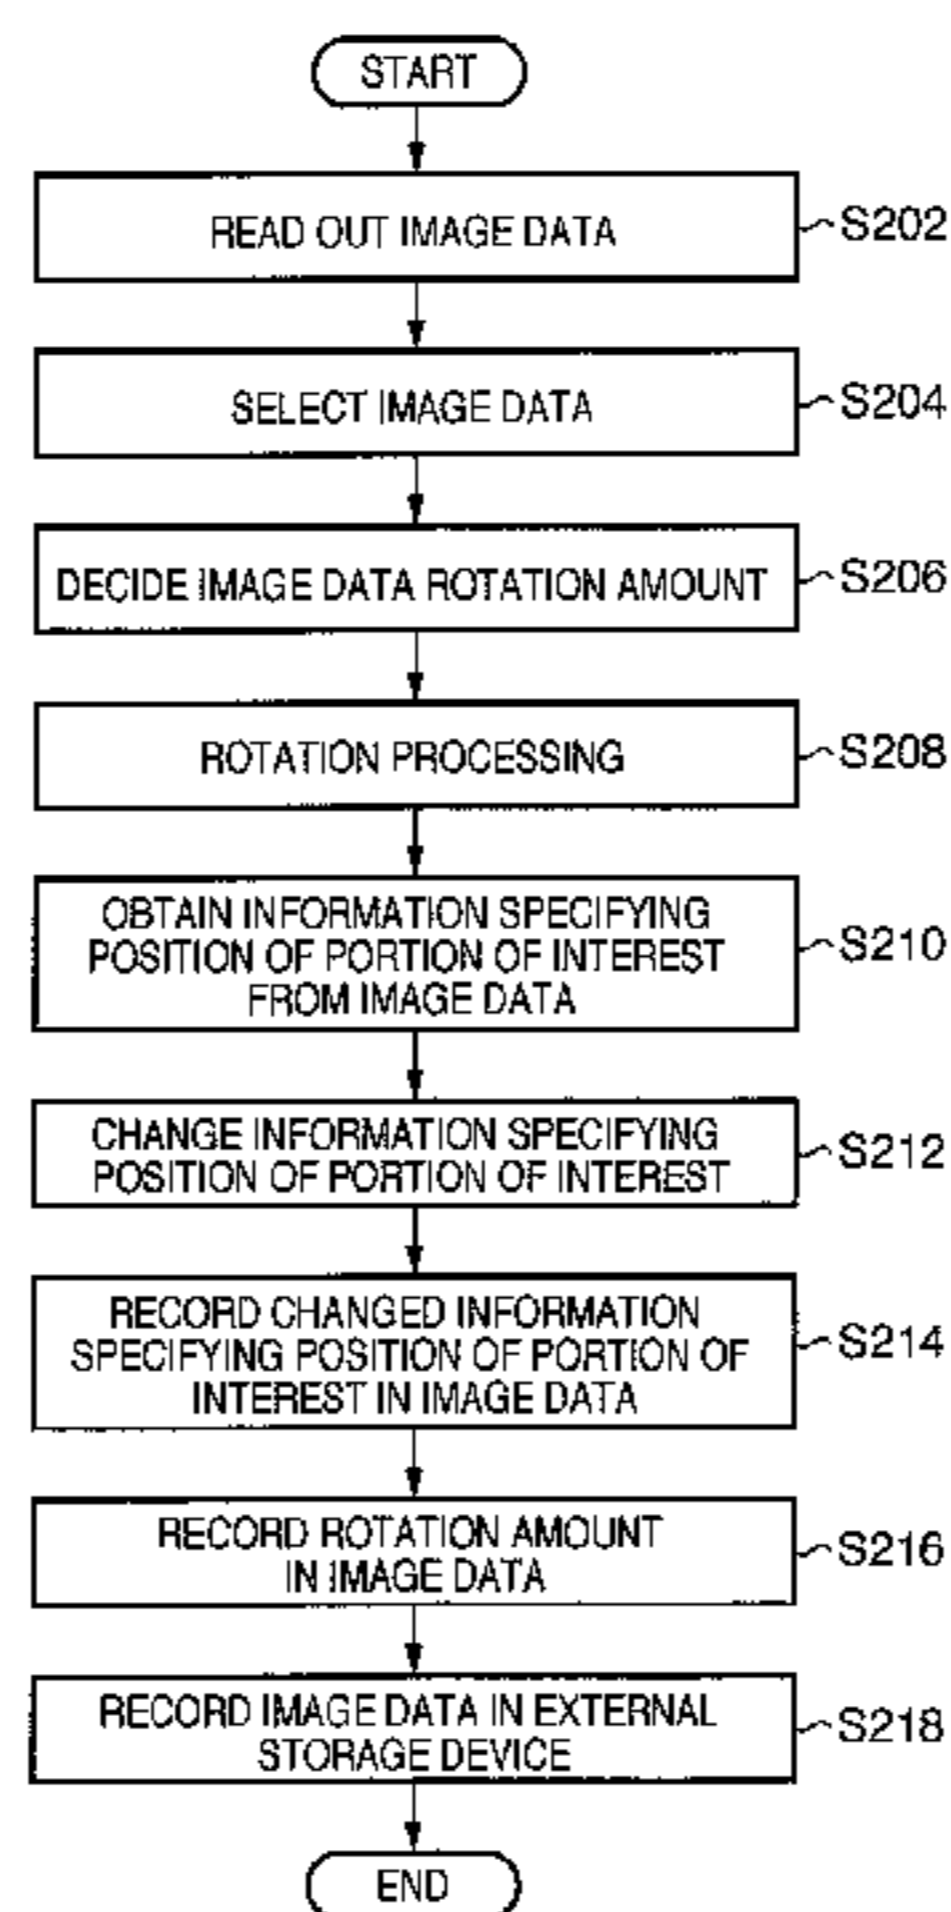 START
READ OUT IMAGE DATA
S202
SELECT IMAGE DATA
S204
DECIDE IMAGE DATA ROTATION AMOUNT
S206
ROTATION PROCESSING
S208
OBTAIN INFORMATION SPECIFYING
POSITION OF PORTION OF INTEREST
FROM IMAGE DATA
S210
CHANGE INFORMATION SPECIFYING
POSITION OF PORTION OF INTEREST
S212
RECORD CHANGED INFORMATION
SPECIFYING POSITION OF PORTION OF
INTEREST IN IMAGE DATA
S214
RECORD ROTATION AMOUNT
IN IMAGE DATA
S216
RECORD IMAGE DATA IN EXTERNAL
STORAGE DEVICE
S218
END